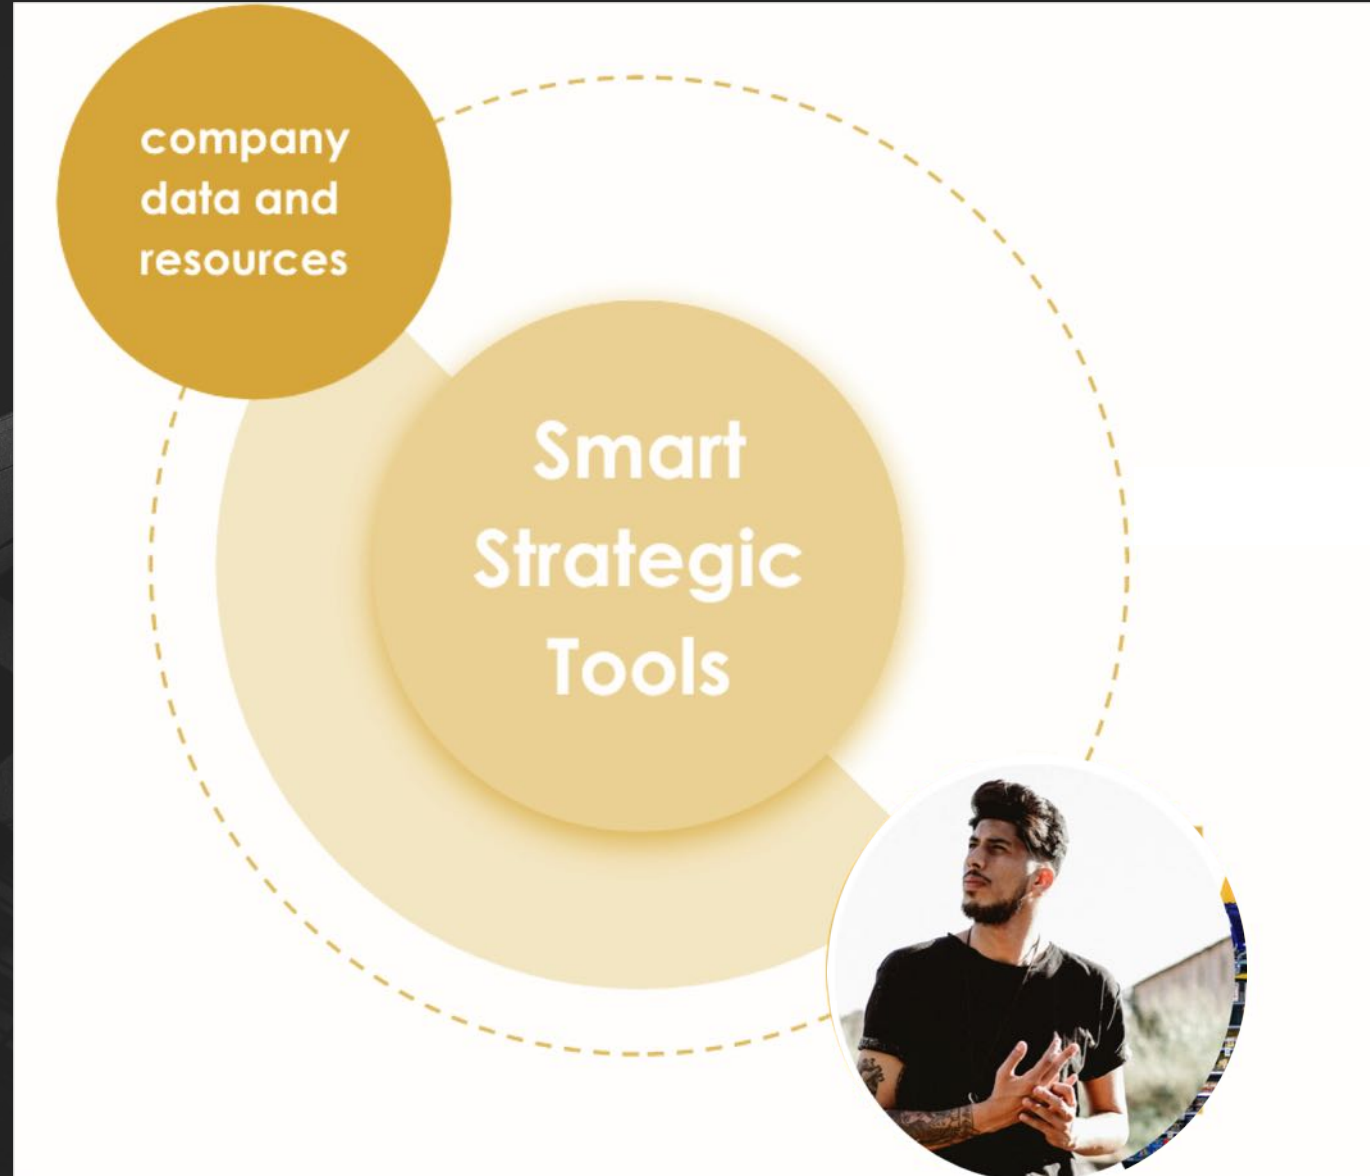 company
data and
resources
Smart
Strategic
Tools